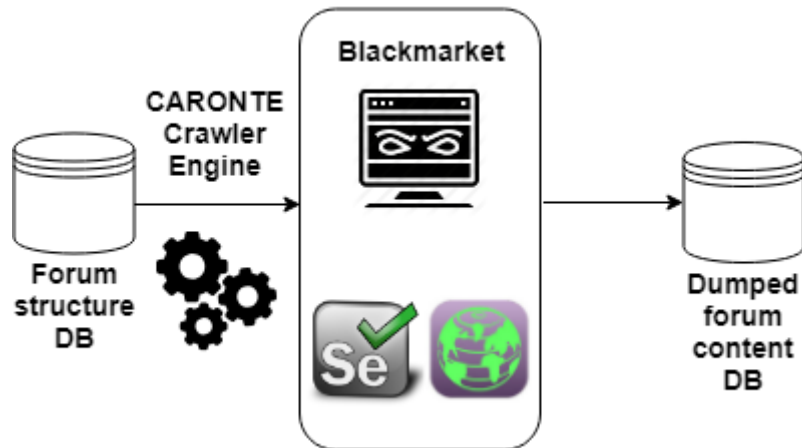 Blackmarket
CARONTE
Crawler
Engine
Forum
structure
DB
Se
Dumped
forum
content
DB